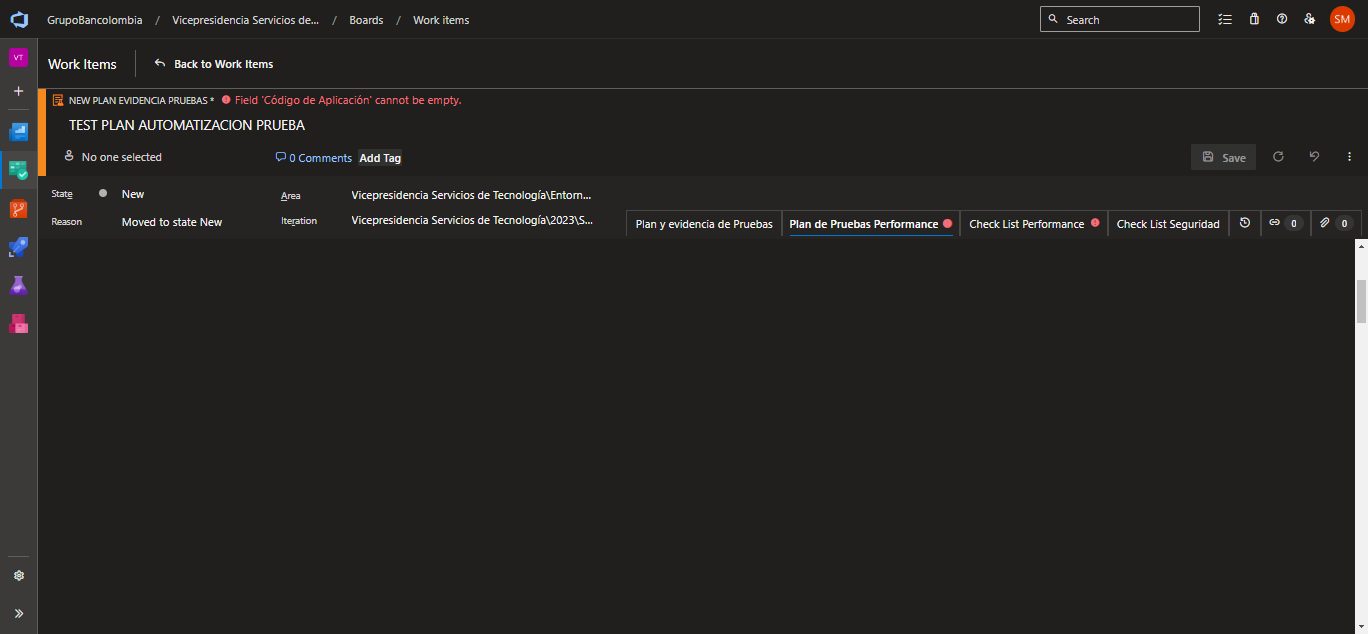 GrupoBancolombia / Vicepresidencia Servicios de... / Boards / Work items
Search
SM
VT
Work Items
Back to Work Items
NEW PLAN EVIDENCIA PRUEBAS * Field 'Código de Aplicación' cannot be empty.
TEST PLAN AUTOMATIZACION PRUEBA
No one selected
0 Comments
Add Tag
Save
State New
Area Vicepresidencia Servicios de Tecnología\Entorn...
Reason Moved to state New
Iteration Vicepresidencia Servicios de Tecnología\2023\S...
Plan y evidencia de Pruebas
Plan de Pruebas Performance
Check List Performance
Check List Seguridad
0
0